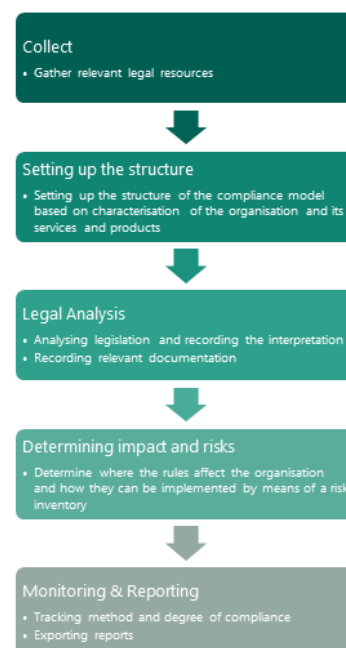 Collect
• Gather relevant legal resources
Setting up the structure
• Setting up the structure of the compliance model
based on characterisation of the organisation and its
services and products
Legal Analysis
• Analysing legislation and recording the interpretation
• Recording relevant documentation
Determining impact and risks
• Determine where the rules affect the organisation
and how they can be implemented by means of a risk
inventory
Monitoring & Reporting
• Tracking method and degree of compliance
• Exporting reports